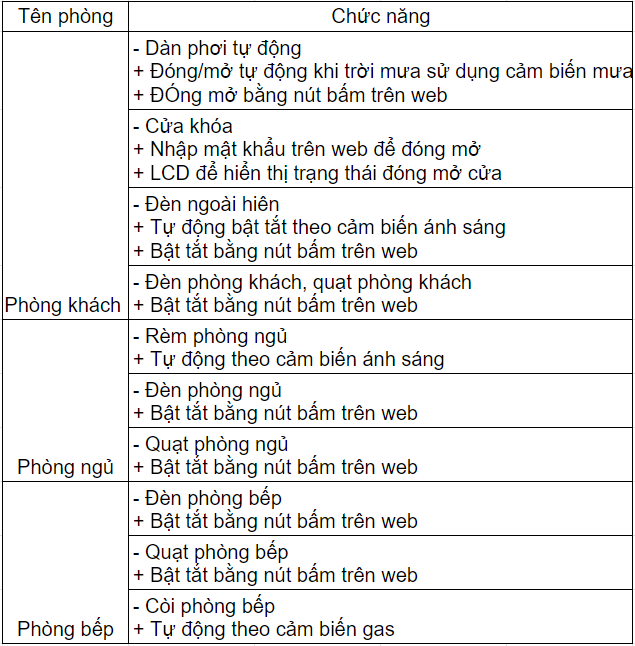 Tên phòng
Chức năng
- Dàn phơi tự động
+ Đóng/mở tự động khi trời mưa sử dụng cảm biến mưa
+ ĐÓng mở bằng nút bấm trên web
- Cửa khóa
+ Nhập mật khẩu trên web để đóng mở
+ LCD để hiển thị trạng thái đóng mở cửa
- Đèn ngoài hiên
+ Tự động bật tắt theo cảm biến ánh sáng
+ Bật tắt bằng nút bấm trên web
- Đèn phòng khách, quạt phòng khách
Phòng khách
+ Bật tắt bằng nút bấm trên web
- Rèm phòng ngủ
+ Tự động theo cảm biến ánh sáng
- Đèn phòng ngủ
+ Bật tắt bằng nút bấm trên web
- Quạt phòng ngủ
Phòng ngủ
+ Bật tắt bằng nút bấm trên web
- Đèn phòng bếp
+ Bật tắt bằng nút bấm trên web
- Quạt phòng bếp
+ Bật tắt bằng nút bấm trên web
- Còi phòng bếp
Phòng bếp
+ Tự động theo cảm biến gas